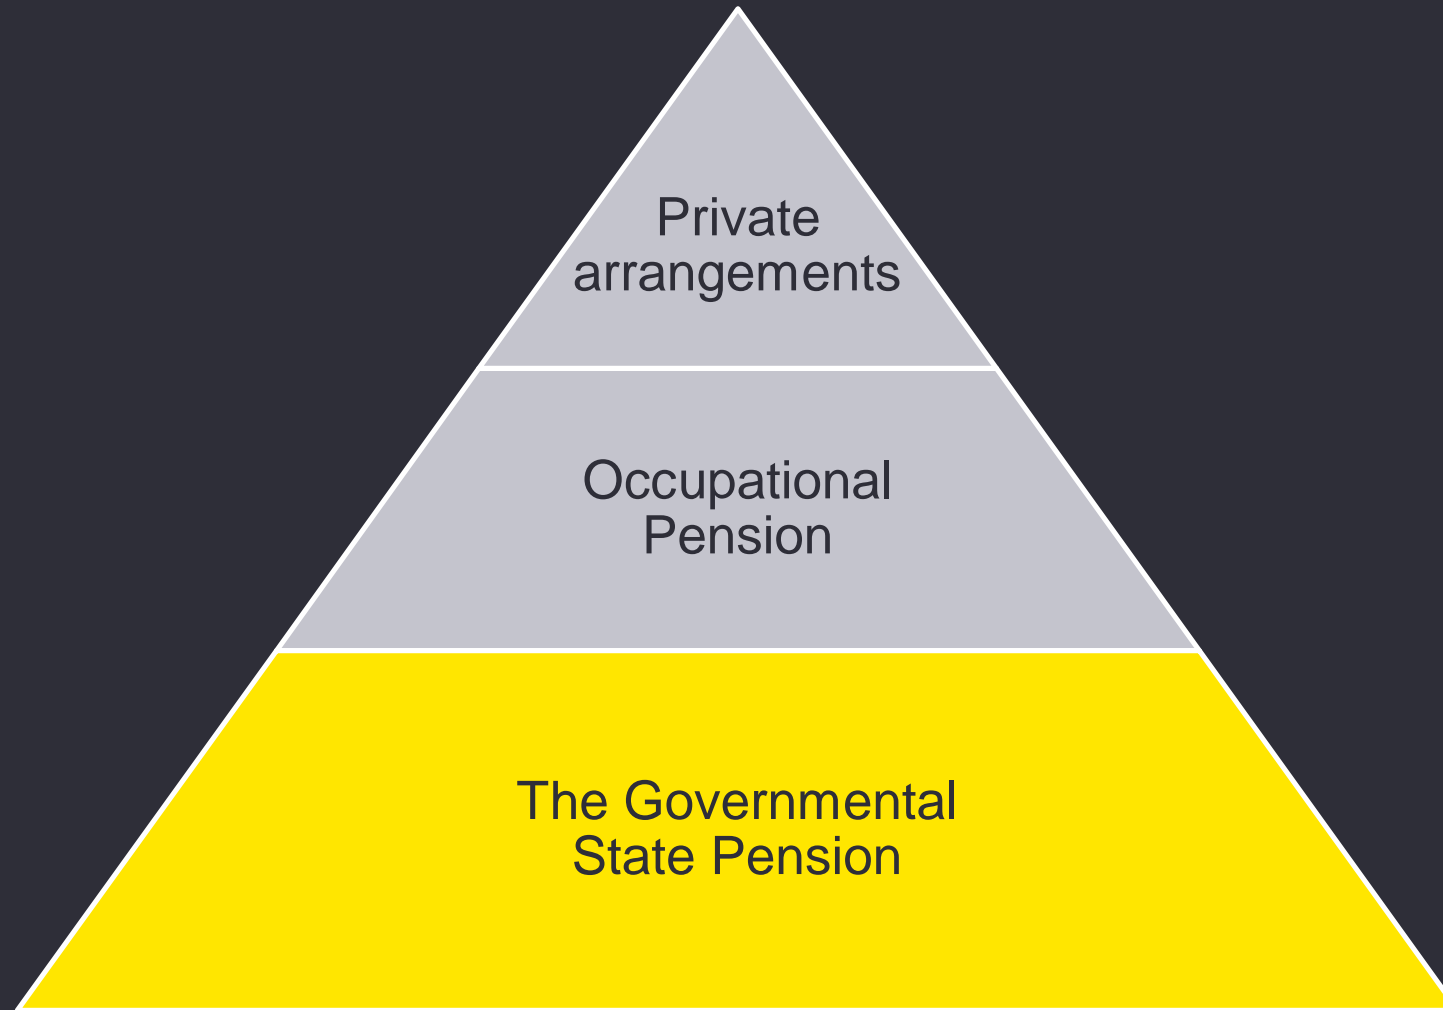 Private
arrangements
Occupational
Pension
The Governmental
State Pension